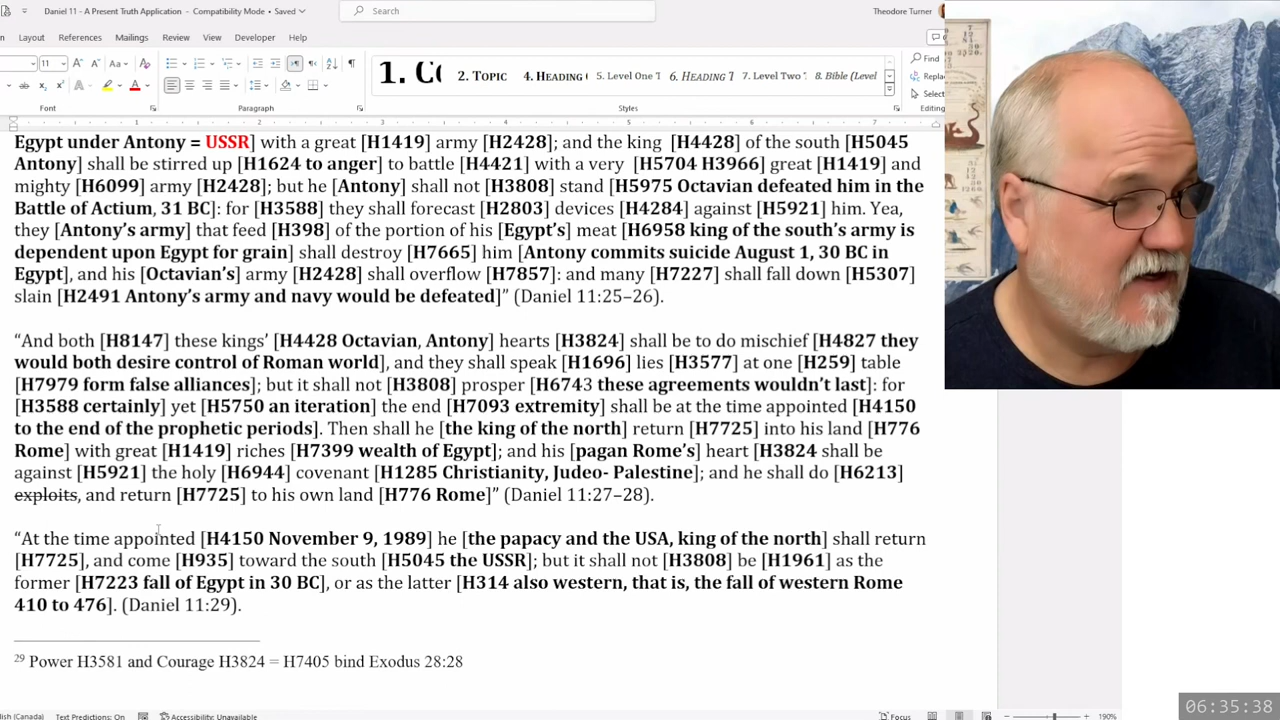 Daniel 11 - A Present Truth Application - Compatibility Mode • Saved
Search
Theodore Turner
Layout References Mailings Review View Developer Help
11 Aa
1. 2. TOPIC 4. HEADING 5. Level One 6. HEADING 7. Level Two 8. Bible (Level
Find
Repla
Select
Font Paragraph Styles Editing
1 2 3 4 5 6 7
Egypt under Antony = USSR] with a great [H1419] army [H2428]; and the king [H4428] of the south [H5045
Antony] shall be stirred up [H1624 to anger] to battle [H4421] with a very [H5704 H3966] great [H1419] and
mighty [H6099] army [H2428]; but he [Antony] shall not [H3808] stand [H5975 Octavian defeated him in the
Battle of Actium, 31 BC]: for [H3588] they shall forecast [H2803] devices [H4284] against [H5921] him. Yea,
they [Antony’s army] that feed [H398] of the portion of his [Egypt’s] meat [H6958 king of the south’s army is
dependent upon Egypt for grain] shall destroy [H7665] him [Antony commits suicide August 1, 30 BC in
Egypt], and his [Octavian’s] army [H2428] shall overflow [H7857]: and many [H7227] shall fall down [H5307]
slain [H2491 Antony’s army and navy would be defeated]” (Daniel 11:25–26).
“And both [H8147] these kings’ [H4428 Octavian, Antony] hearts [H3824] shall be to do mischief [H4827 they
would both desire control of Roman world], and they shall speak [H1696] lies [H3577] at one [H259] table
[H7979 form false alliances]; but it shall not [H3808] prosper [H6743 these agreements wouldn’t last]: for
[H3588 certainly] yet [H5750 an iteration] the end [H7093 extremity] shall be at the time appointed [H4150
to the end of the prophetic periods]. Then shall he [the king of the north] return [H7725] into his land [H776
Rome] with great [H1419] riches [H7399 wealth of Egypt]; and his [pagan Rome’s] heart [H3824 shall be
against [H5921] the holy [H6944] covenant [H1285 Christianity, Judeo- Palestine]; and he shall do [H6213]
exploits, and return [H7725] to his own land [H776 Rome]” (Daniel 11:27–28).
“At the time appointed [H4150 November 9, 1989] he [the papacy and the USA, king of the north] shall return
[H7725], and come [H935] toward the south [H5045 the USSR]; but it shall not [H3808] be [H1961] as the
former [H7223 fall of Egypt in 30 BC], or as the latter [H314 also western, that is, the fall of western Rome
410 to 476]. (Daniel 11:29).
29 Power H3581 and Courage H3824 = H7405 bind Exodus 28:28
06:35:38
lish (Canada) Text Predictions: On Accessibility: Unavailable Focus 190%